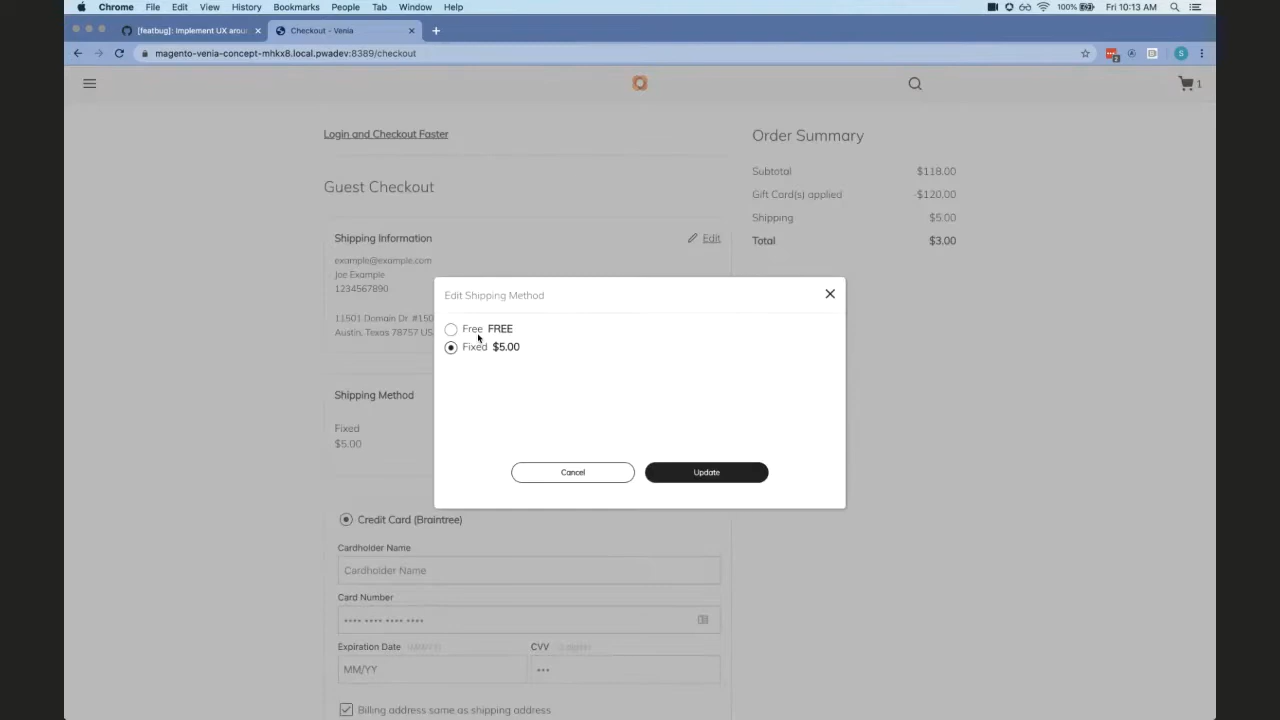 Chrome File Edit View History Bookmarks People Tab Window Help 100% Fri 10:13 AM
[featbug]: Implement UX arou Checkout - Venia
magento-venia-concept-mhkx8.local.pwadev:8389/checkout S
1
Login and Checkout Faster
Order Summary
Subtotal $118.00
Guest Checkout
Gift Card(s) applied -$120.00
Shipping $5.00
Shipping Information Edit
Total $3.00
example@example.com
Joe Example
1234567890
11501 Domain Dr. #150
Austin, Texas 78757 US
Edit Shipping Method
Free FREE
Fixed $5.00
Cancel Update
Shipping Method
Fixed
$5.00
Credit Card (Braintree)
Cardholder Name
Cardholder Name
Card Number
•••• •••• •••• ••••
Expiration Date CVV
MM/YY •••
Billing address same as shipping address